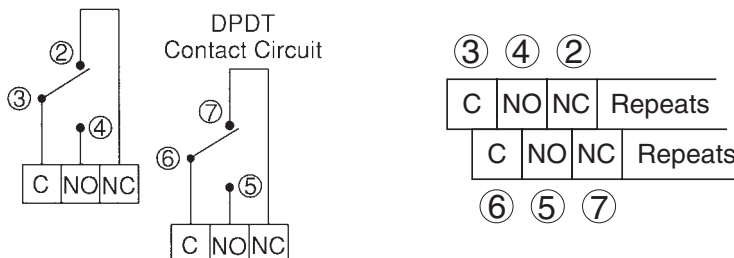 DPDT
Contact Circuit
②
③
④
C NO NC
⑦
⑥
⑤
C NO NC
③ ④ ②
C NO NC Repeats
C NO NC Repeats
⑥ ⑤ ⑦